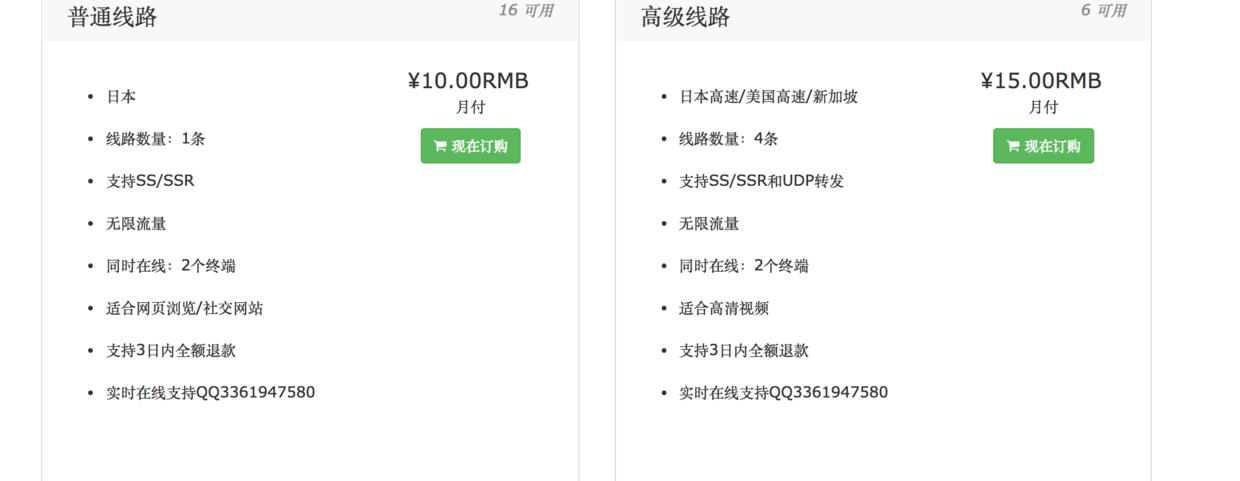 普通线路
16 可用
¥10.00RMB
月付
现在订购
日本
线路数量：1条
支持SS/SSR
无限流量
同时在线：2个终端
适合网页浏览/社交网站
支持3日内全额退款
实时在线支持QQ3361947580
高级线路
6 可用
¥15.00RMB
月付
现在订购
日本高速/美国高速/新加坡
线路数量：4条
支持SS/SSR和UDP转发
无限流量
同时在线：2个终端
适合高清视频
支持3日内全额退款
实时在线支持QQ3361947580